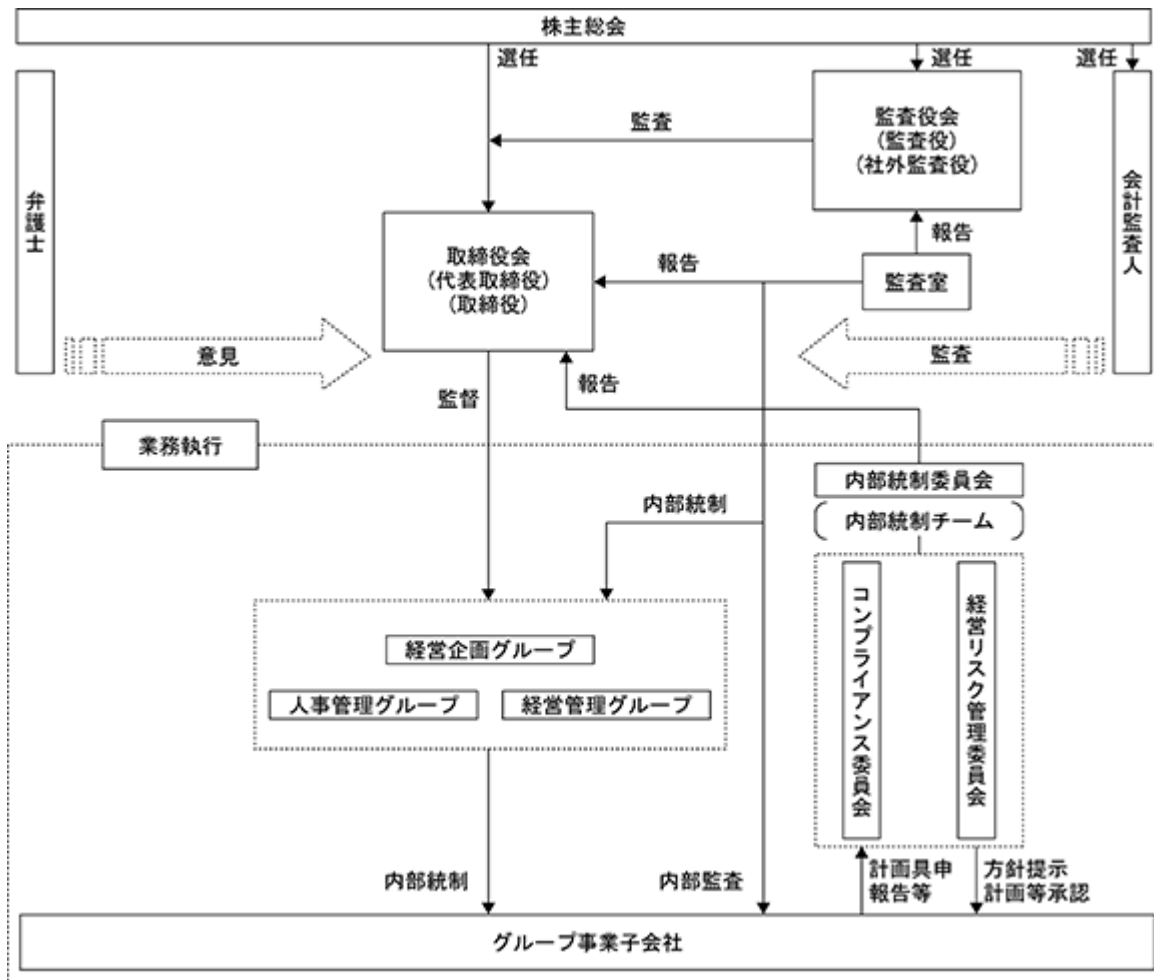 株主総会
選任
選任
選任
弁護士
監査
監査役会
(監査役)
(社外監査役)
会計監査人
報告
取締役会
(代表取締役)
(取締役)
報告
監査室
意見
監査
監督
報告
業務執行
内部統制委員会
内部統制
内部統制チーム
コンプライアンス委員会
経営リスク管理委員会
経営企画グループ
人事管理グループ
経営管理グループ
内部統制
内部監査
計画具申
報告等
方針提示
計画等承認
グループ事業子会社